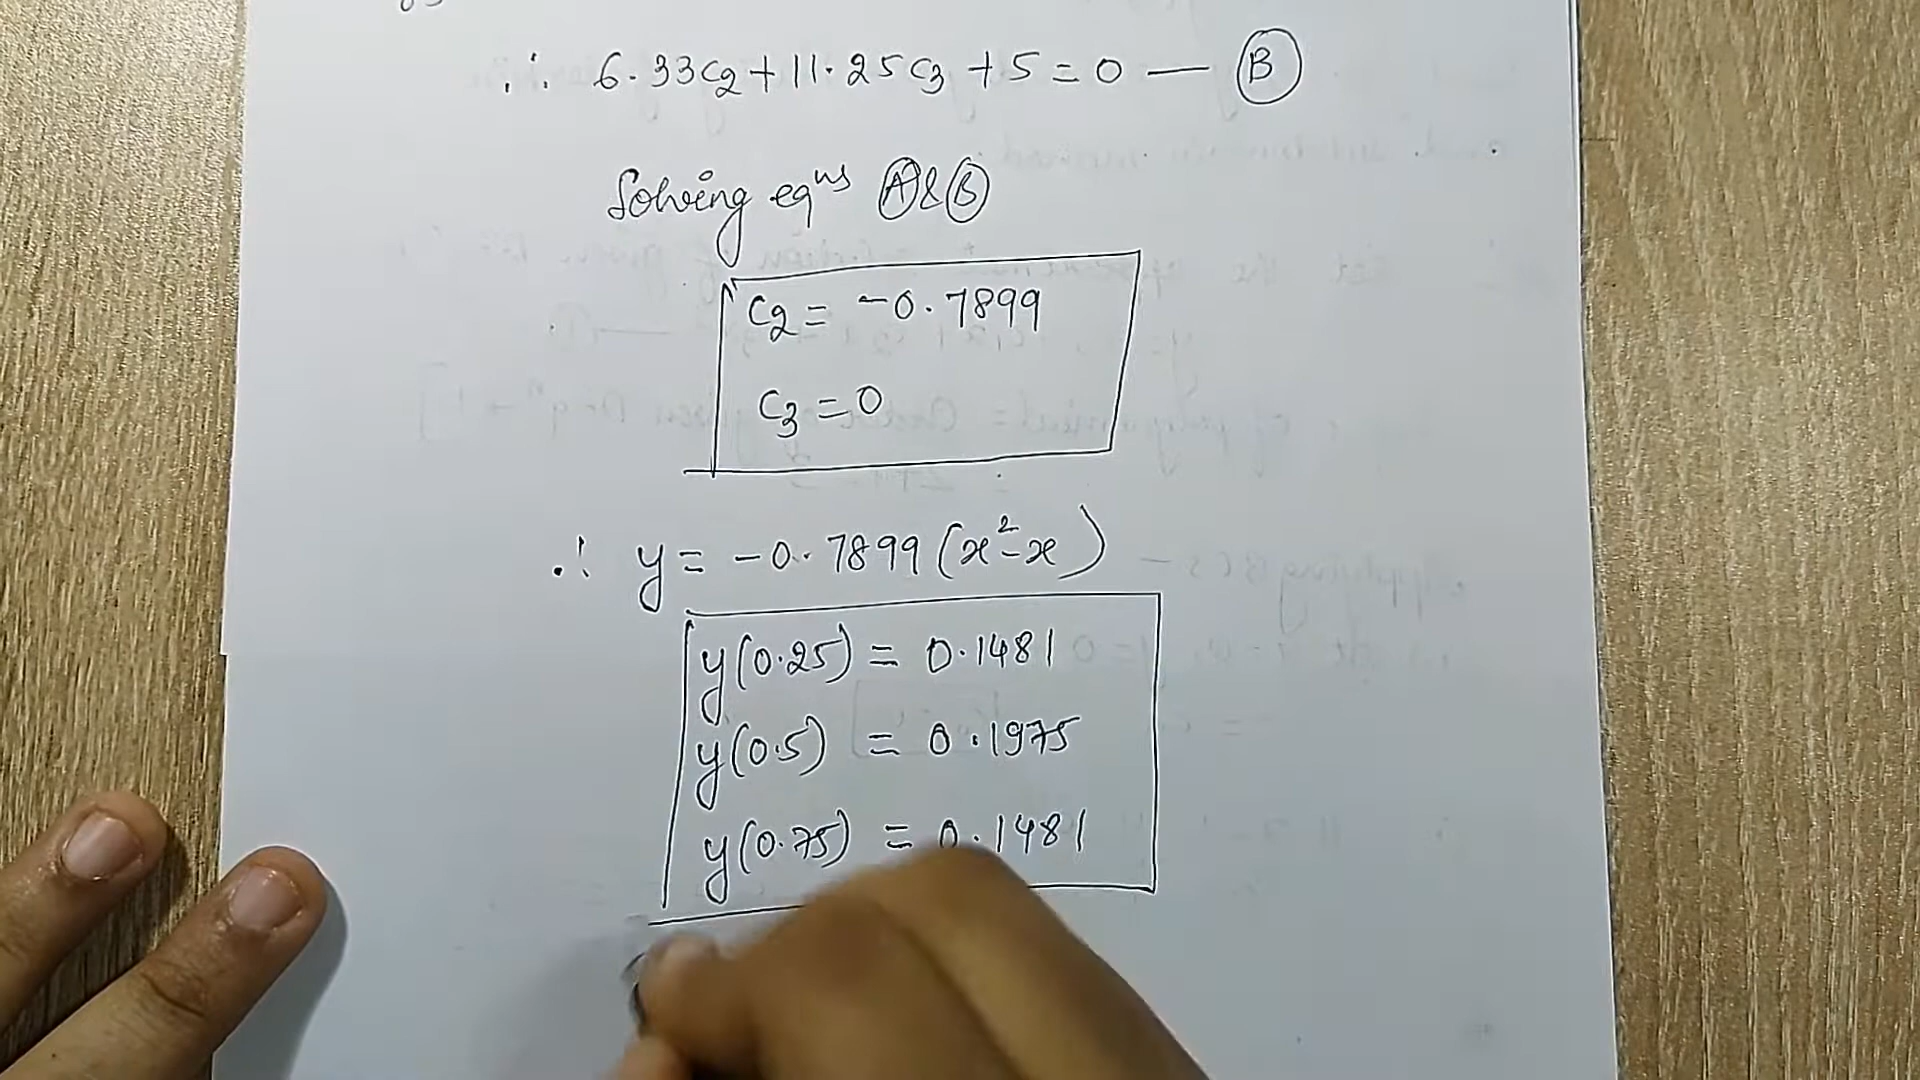 ∴ 6.33c₂ + 11.25c₃ + 5 = 0 — Ⓑ
Solving eqⁿˢ Ⓐ & Ⓑ
c₂ = -0.7899
c₃ = 0
∴ y = -0.7899 (x² - x)
y(0.25) = 0.1481
y(0.5) = 0.1975
y(0.75) = 0.1481